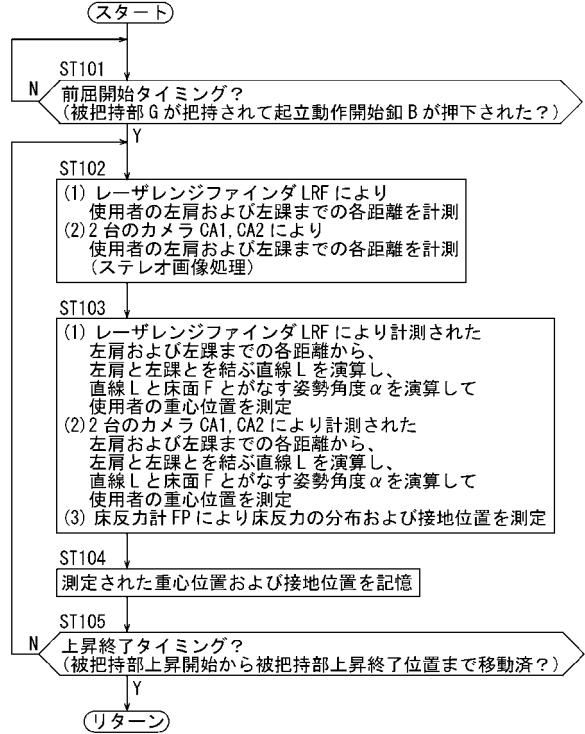 スタート
ST101
N
前屈開始タイミング?
(被把持部Gが把持されて起立動作開始釦Bが押下された?)
Y
ST102
(1) レーザレンジファインダLRFにより
使用者の左肩および左踝までの各距離を計測
(2)2台のカメラCA1,CA2により
使用者の左肩および左踝までの各距離を計測
(ステレオ画像処理)
ST103
(1) レーザレンジファインダLRFにより計測された
左肩および左踝までの各距離から、
左肩と左踝とを結ぶ直線Lを演算し、
直線Lと床面Fとがなす姿勢角度αを演算して
使用者の重心位置を測定
(2)2台のカメラCA1,CA2により計測された
左肩および左踝までの各距離から、
左肩と左踝とを結ぶ直線Lを演算し、
直線Lと床面Fとがなす姿勢角度αを演算して
使用者の重心位置を測定
(3) 床反力計FPにより床反力の分布および接地位置を測定
ST104
測定された重心位置および接地位置を記憶
ST105
N
上昇終了タイミング?
(被把持部上昇開始から被把持部上昇終了位置まで移動済?)
Y
リターン